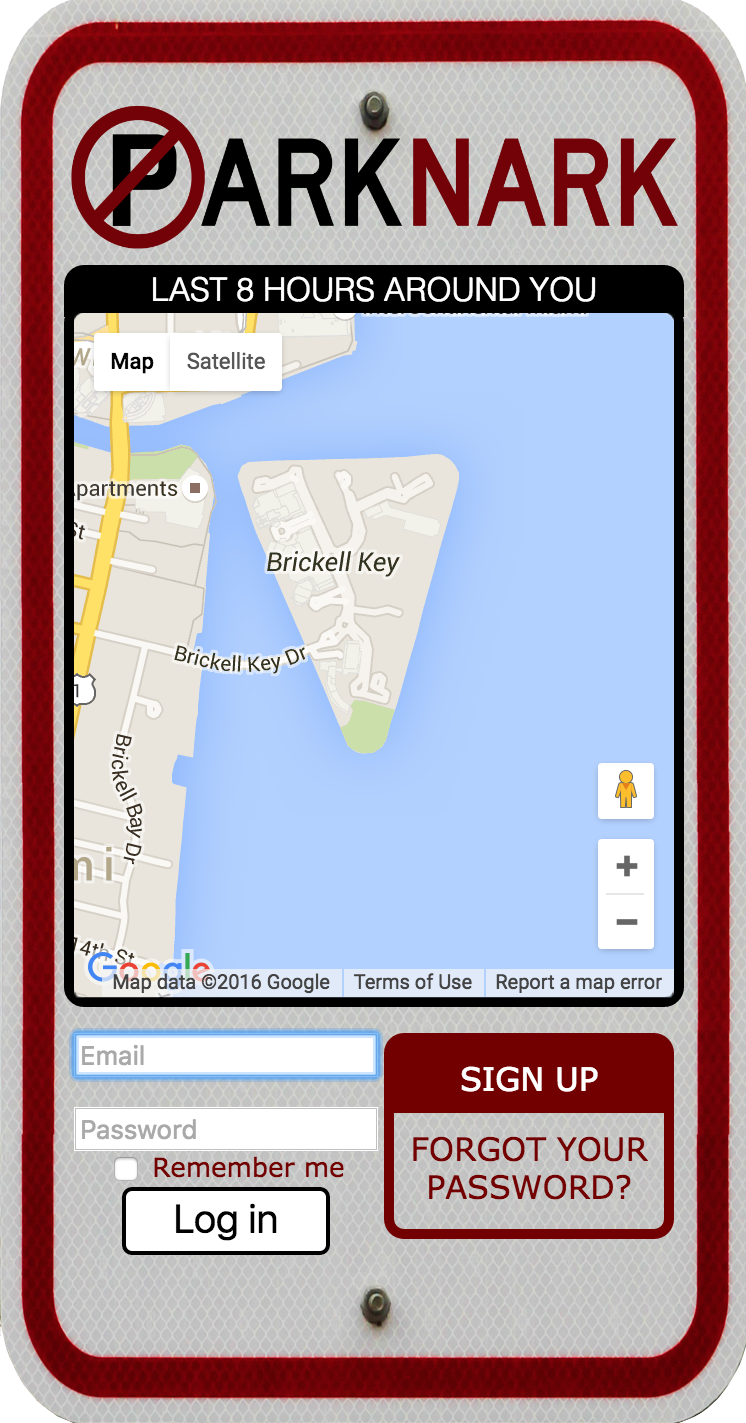 PARKNARK
LAST 8 HOURS AROUND YOU
Map
Satellite
St
Brickell Key
Brickell Key Dr
1
Brickell Bay Dr
14th St
Google
Map data ©2016 Google
Terms of Use
Report a map error
Email
SIGN UP
Password
FORGOT YOUR
PASSWORD?
Remember me
Log in